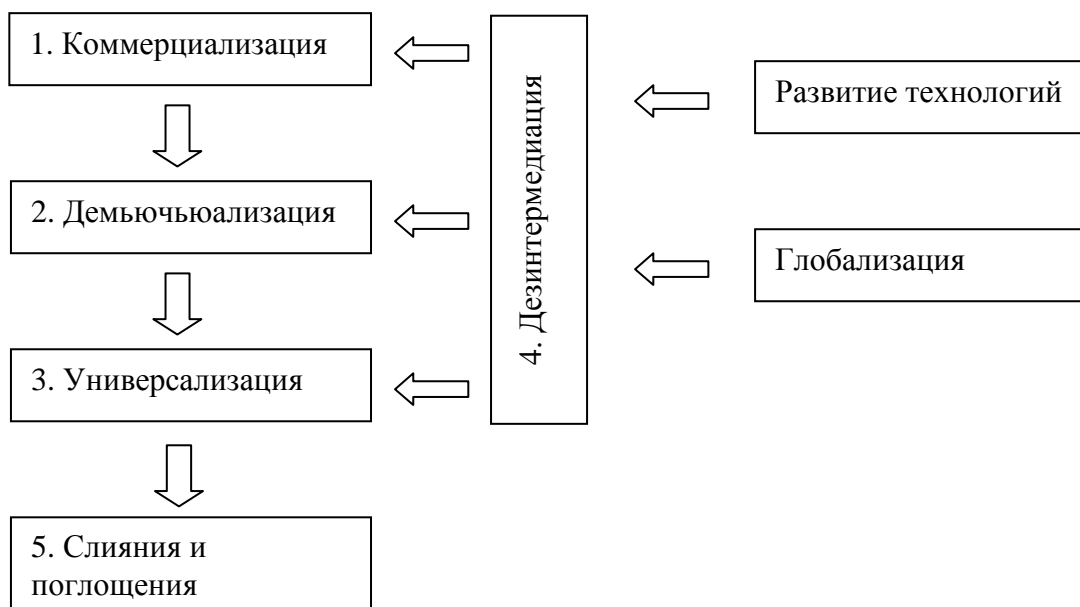 1. Коммерциализация
2. Демьючьюализация
3. Универсализация
5. Слияния и
поглощения
4. Дезинтермедиация
Развитие технологий
Глобализация